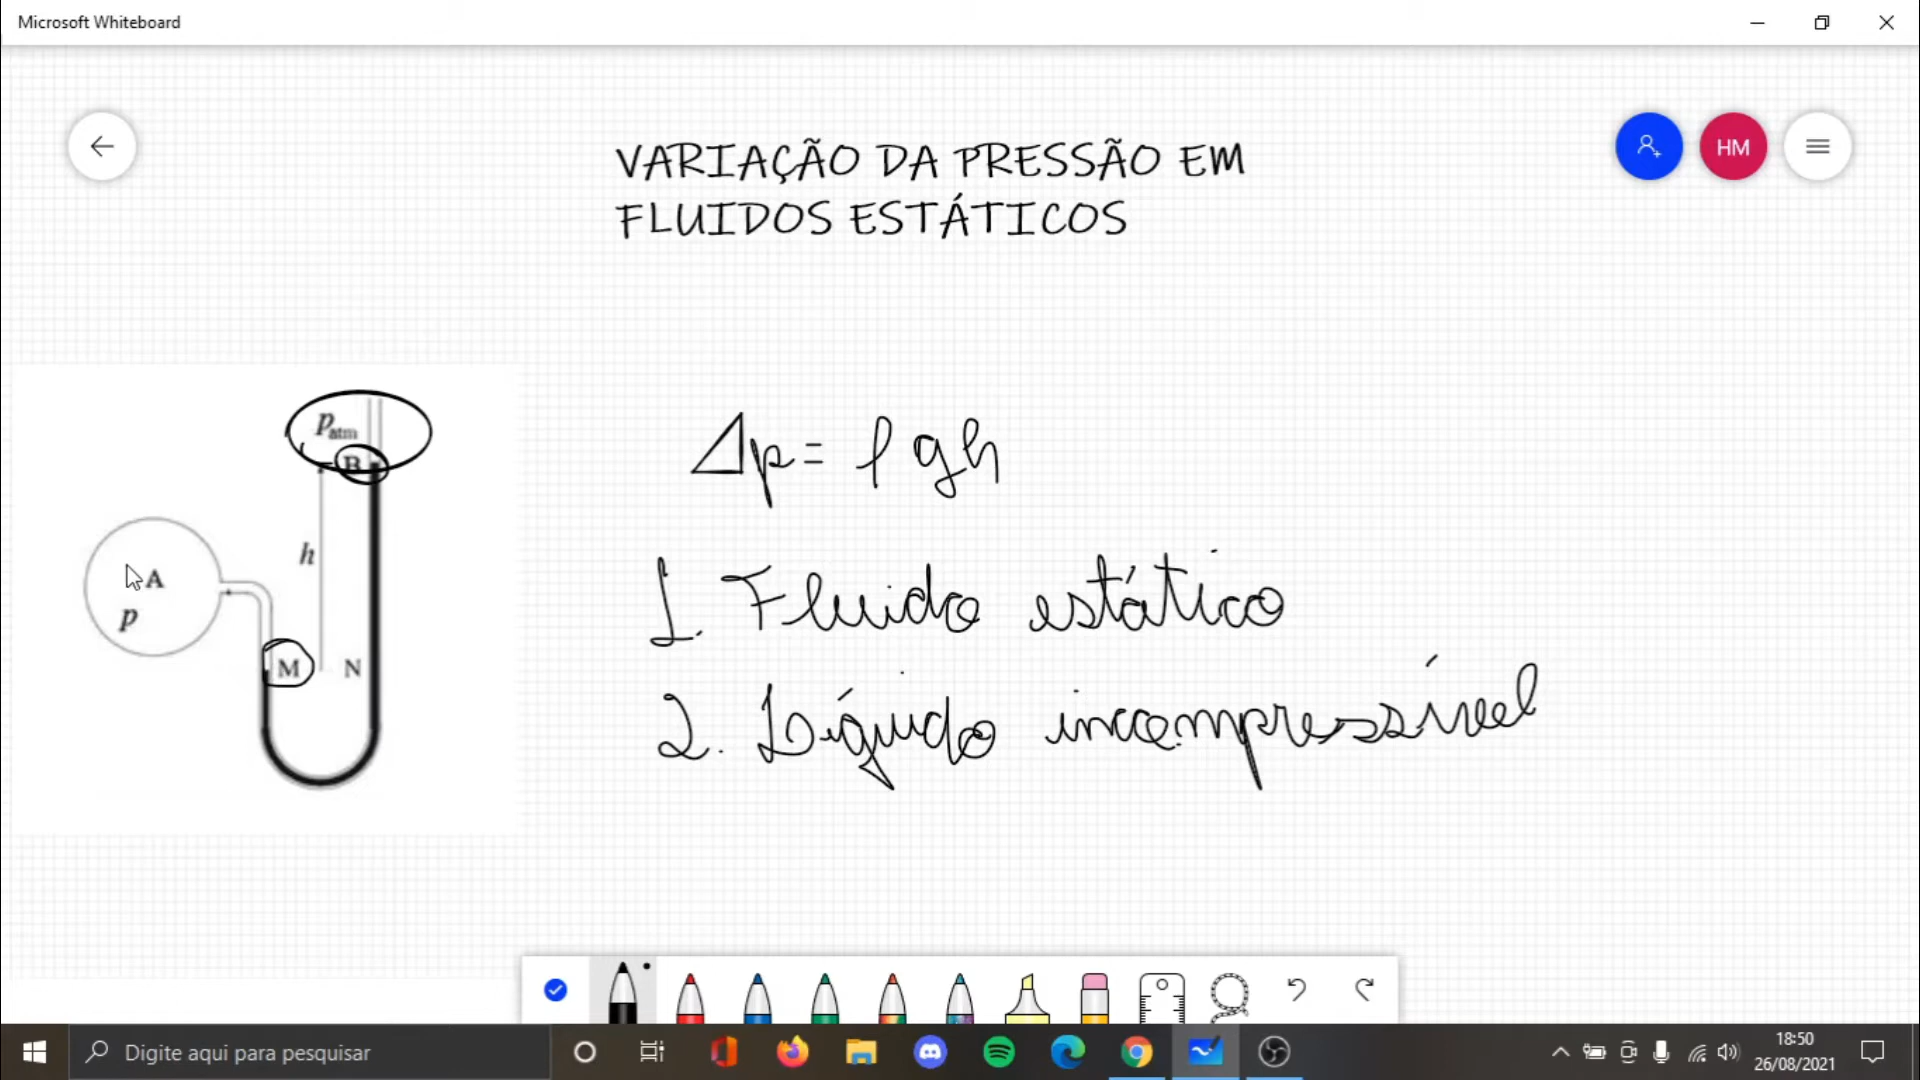 Microsoft Whiteboard
HM
VARIAÇÃO DA PRESSÃO EM
FLUIDOS ESTÁTICOS
Patm
B
h
A
p
M N
Δp = ρgh
1. Fluido estático
2. Líquido incompressível
Digite aqui para pesquisar
18:50
26/08/2021